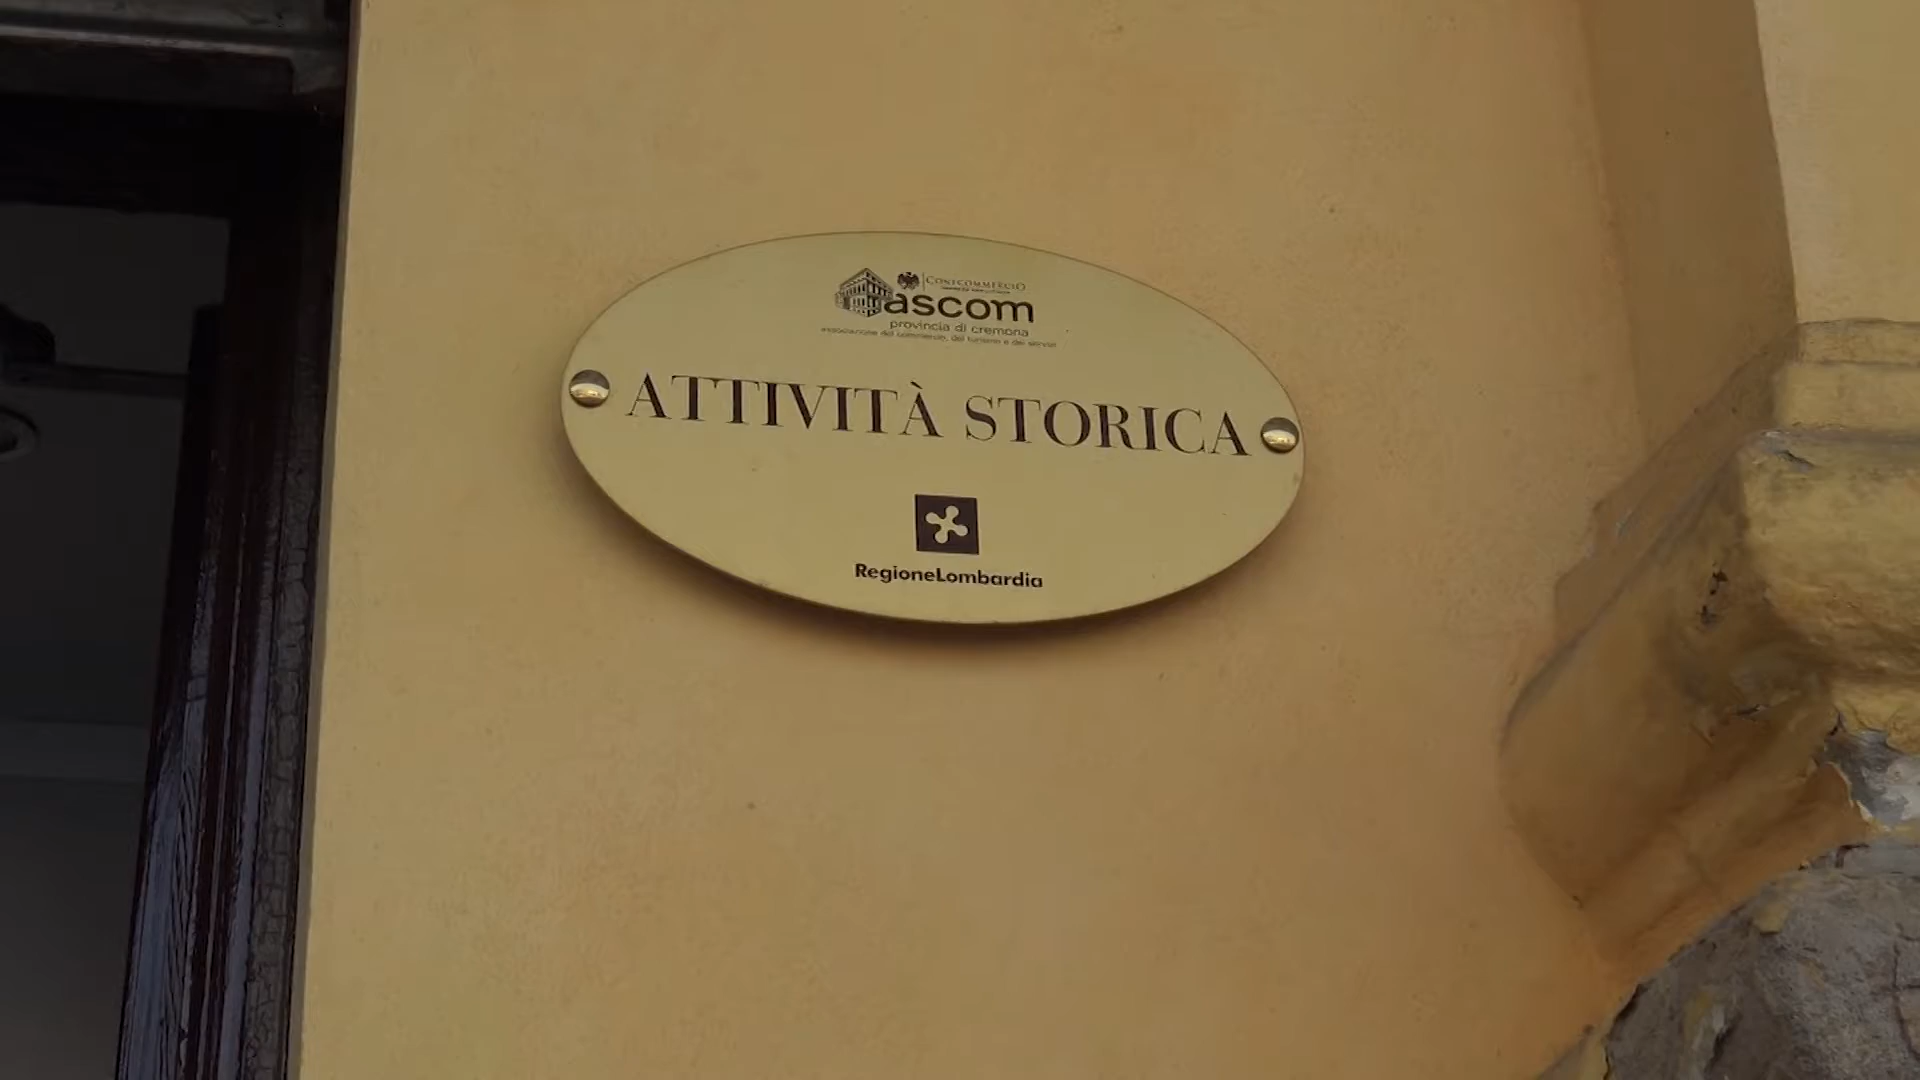 CONFCOMMERCIO
ascom
provincia di cremona
associazione del commercio, del turismo e dei servizi
ATTIVITÀ STORICA
RegioneLombardia